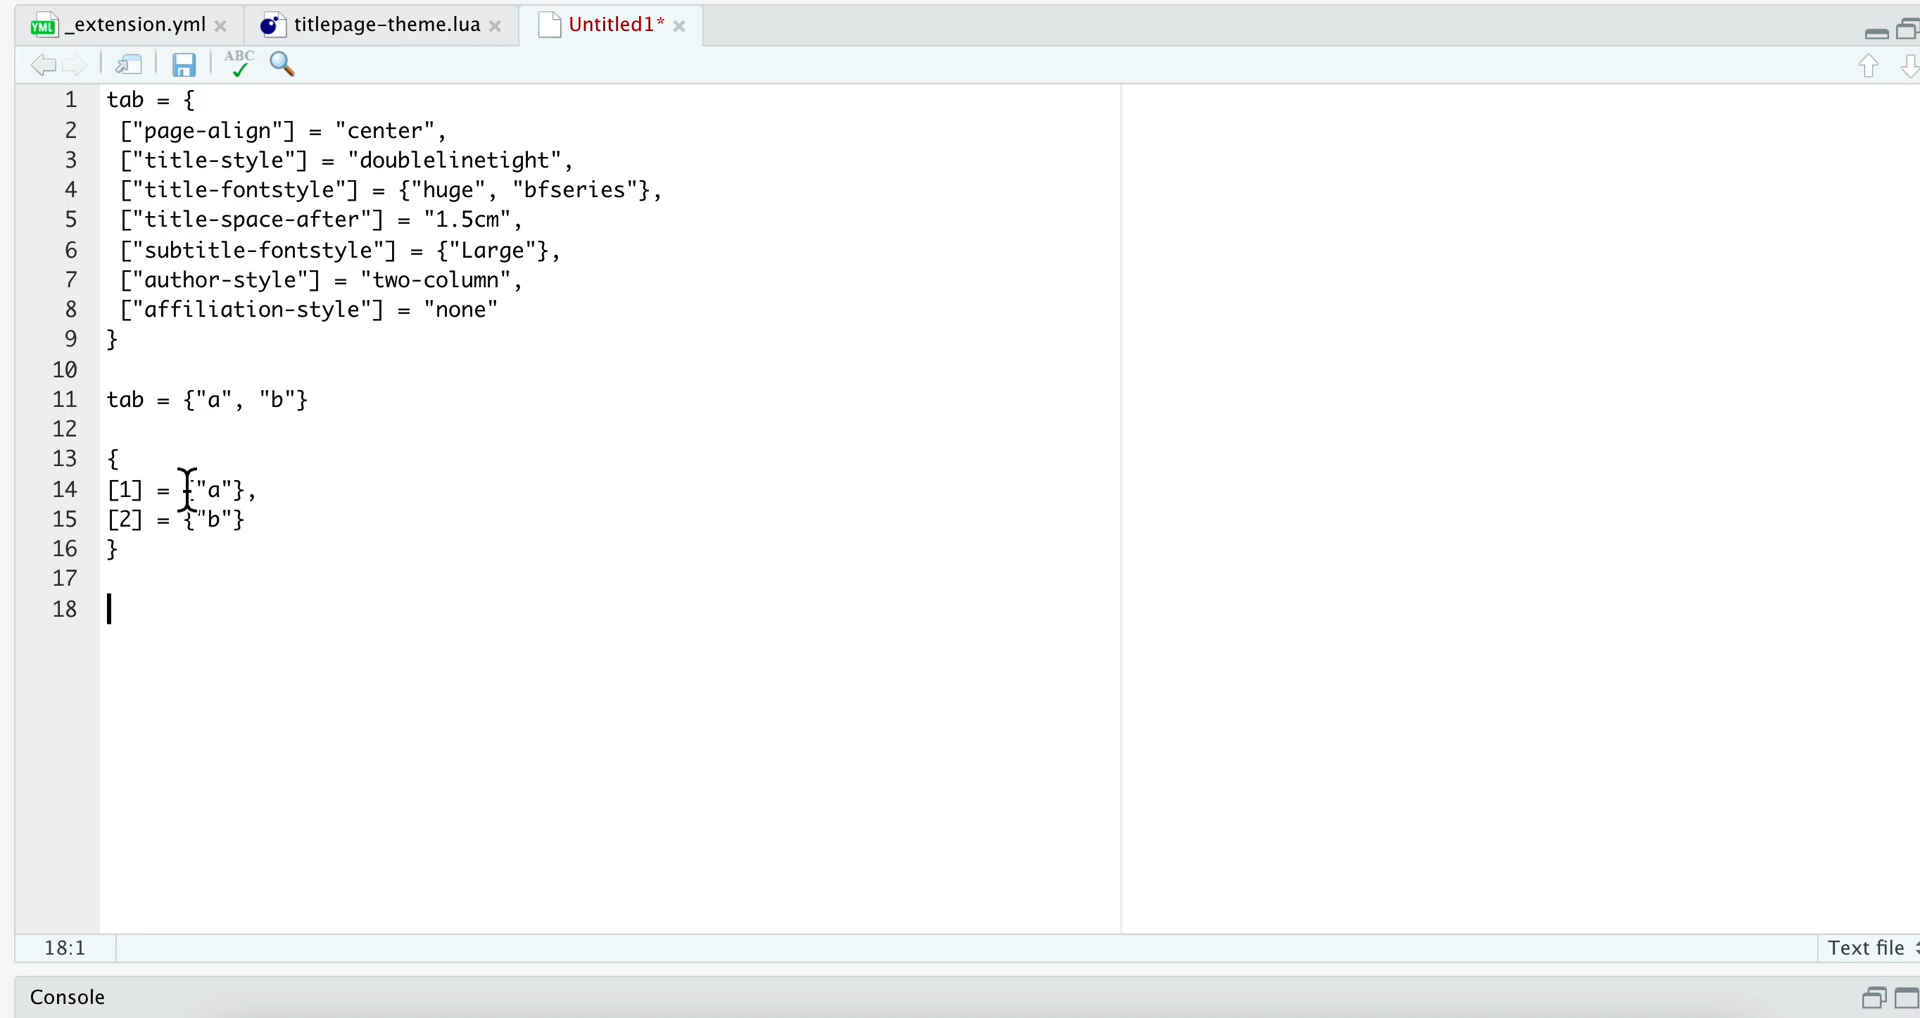 _extension.yml × titlepage-theme.lua × Untitled1* ×
ABC
1 tab = {
2 ["page-align"] = "center",
3 ["title-style"] = "doublelinetight",
4 ["title-fontstyle"] = {"huge", "bfseries"},
5 ["title-space-after"] = "1.5cm",
6 ["subtitle-fontstyle"] = {"Large"},
7 ["author-style"] = "two-column",
8 ["affiliation-style"] = "none"
9 }
10
11 tab = {"a", "b"}
12
13 {
14 [1] = {"a"},
15 [2] = {"b"}
16 }
17
18
18:1 Text file
Console